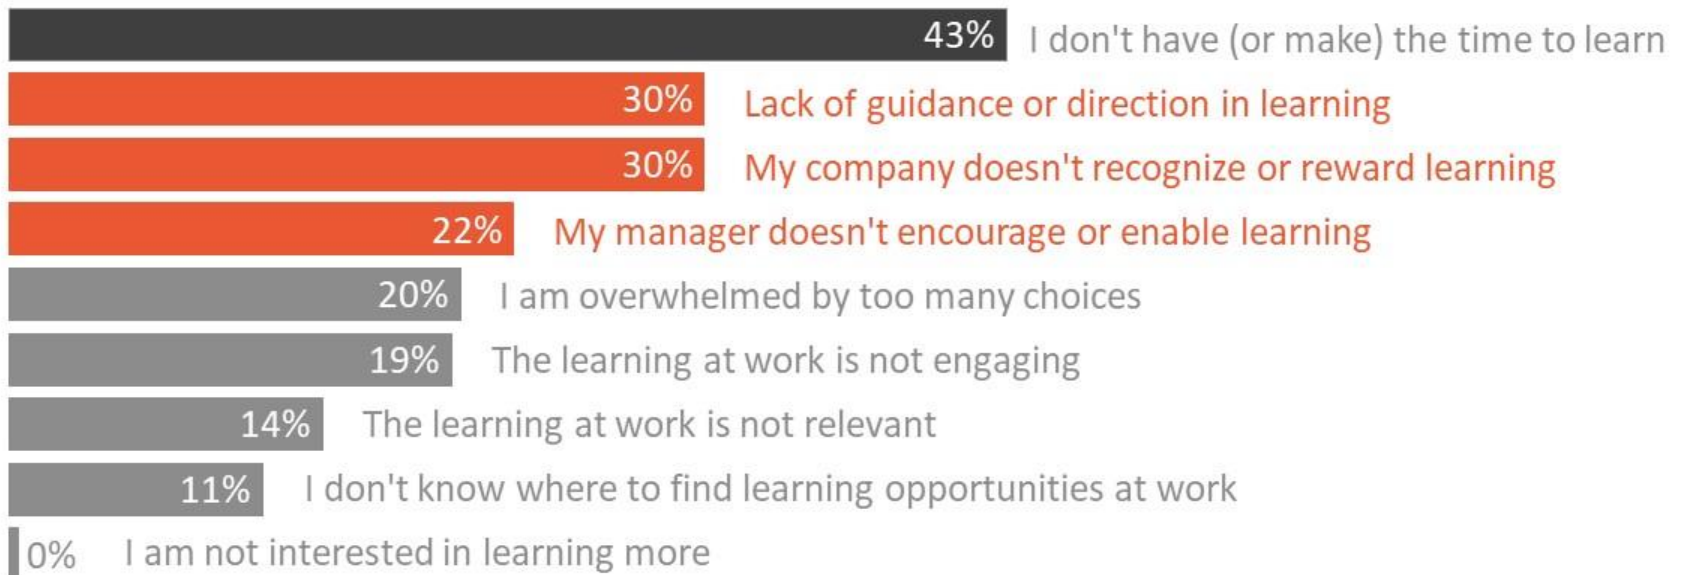 43% I don't have (or make) the time to learn
30% Lack of guidance or direction in learning
30% My company doesn't recognize or reward learning
22% My manager doesn't encourage or enable learning
20% I am overwhelmed by too many choices
19% The learning at work is not engaging
14% The learning at work is not relevant
11% I don't know where to find learning opportunities at work
0% I am not interested in learning more